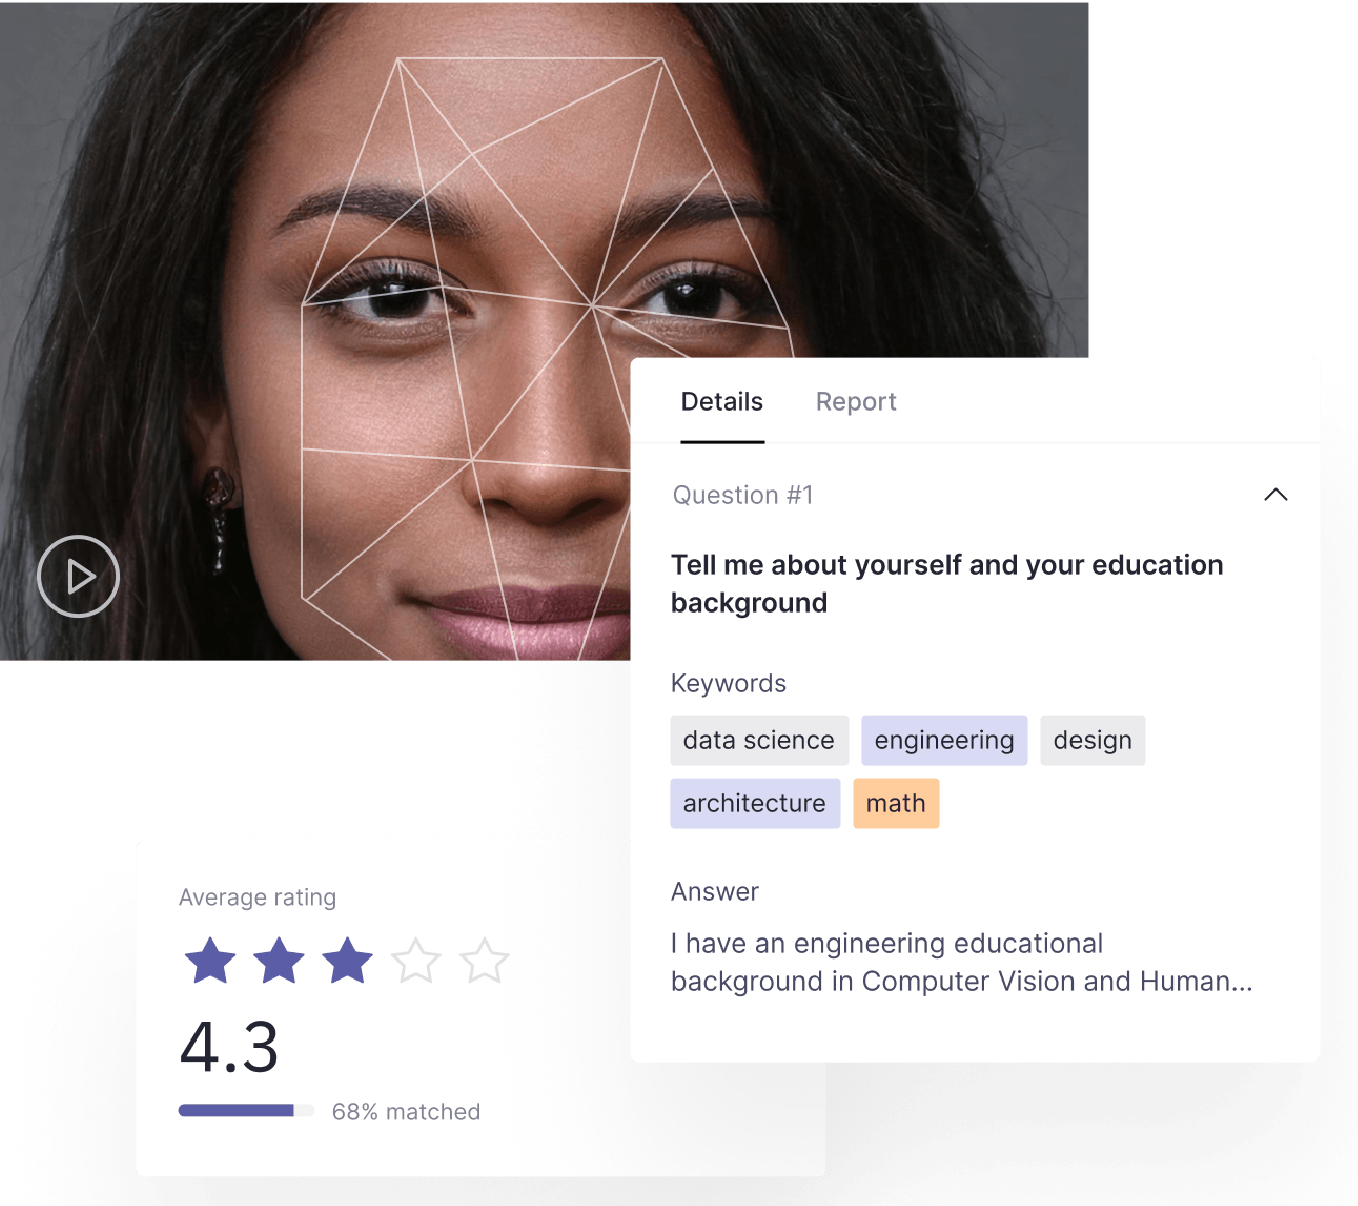 Details
Report
Question #1
Tell me about yourself and your education
background
Keywords
data science
engineering
design
architecture
math
Answer
I have an engineering educational
background in Computer Vision and Human...
Average rating
4.3
68% matched